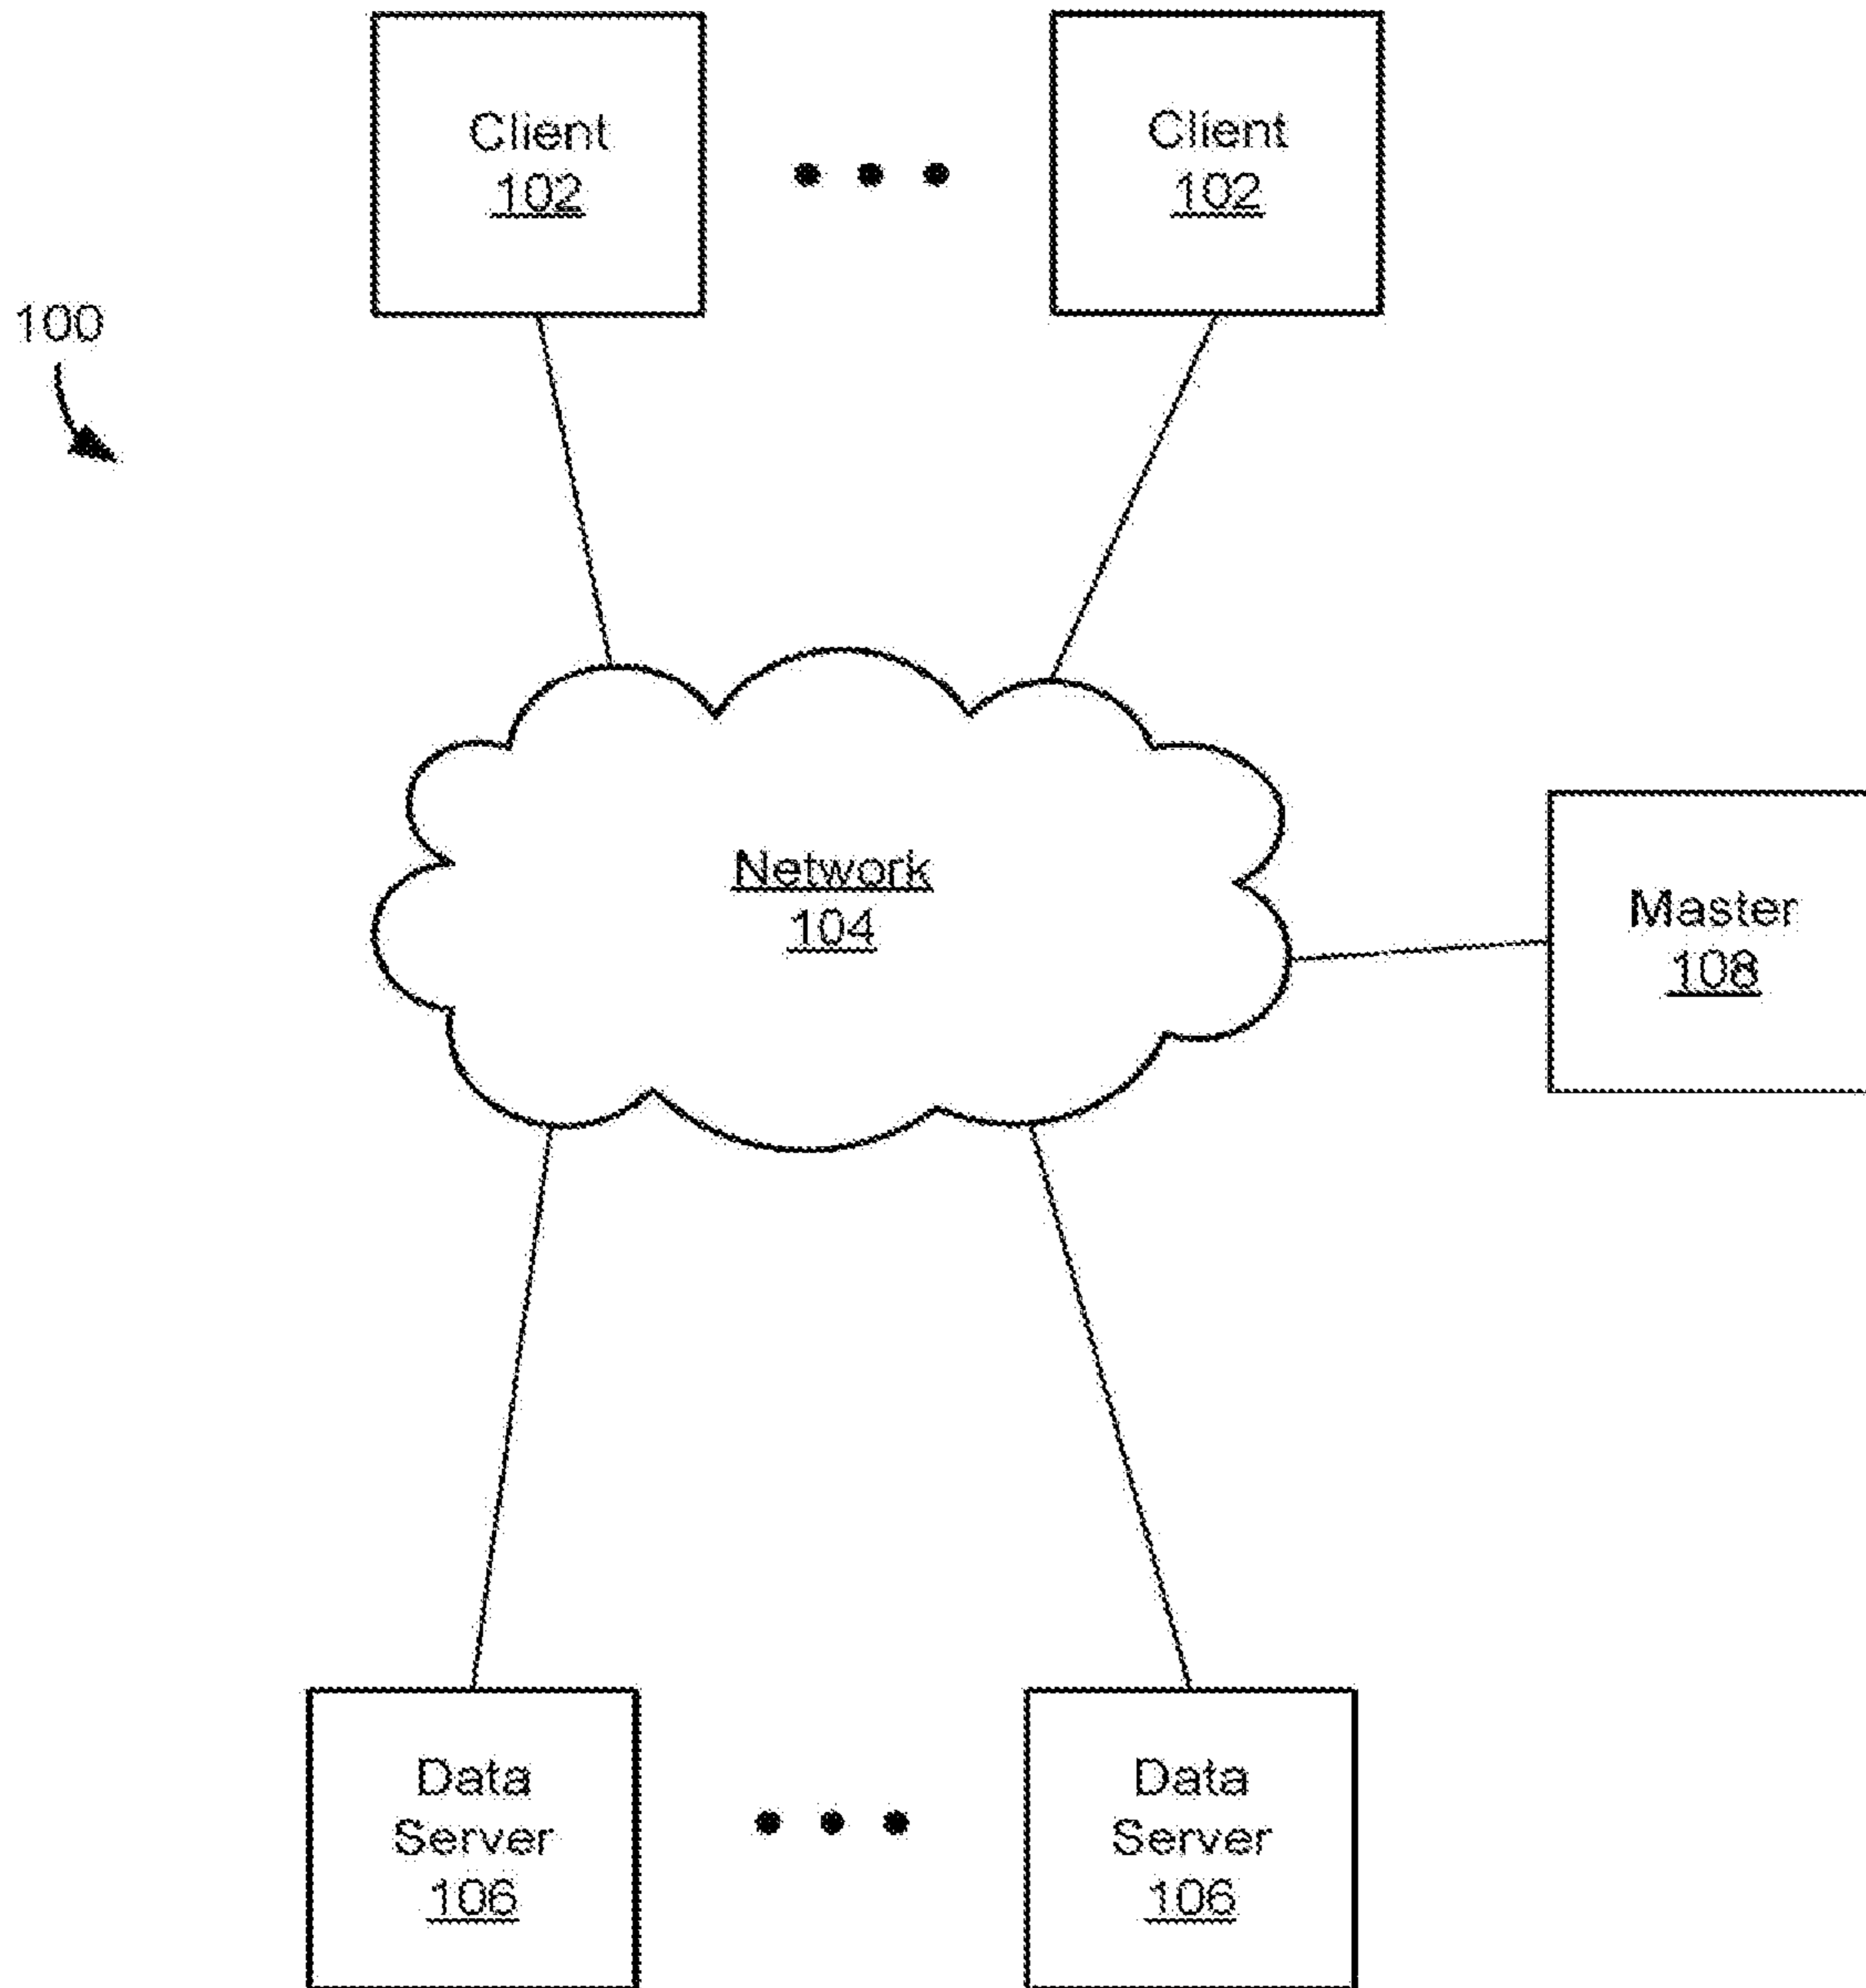 Client
102
Client
102
100
Network
104
Master
108
Data
Server
106
Data
Server
106